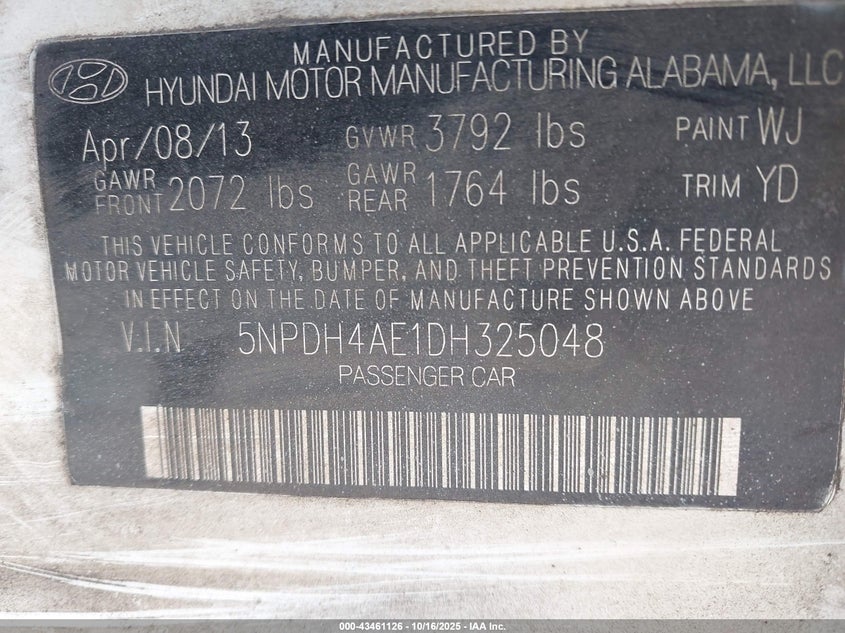 MANUFACTURED BY
HYUNDAI MOTOR MANUFACTURING ALABAMA, LLC
Apr/08/13 GVWR 3792 lbs PAINT WJ
GAWR FRONT 2072 lbs GAWR REAR 1764 lbs TRIM YD
THIS VEHICLE CONFORMS TO ALL APPLICABLE U.S.A. FEDERAL
MOTOR VEHICLE SAFETY, BUMPER, AND THEFT PREVENTION STANDARDS
IN EFFECT ON THE DATE OF MANUFACTURE SHOWN ABOVE
V.I.N 5NPDH4AE1DH325048
PASSENGER CAR
000-43461126 - 10/16/2025 - IAA Inc.